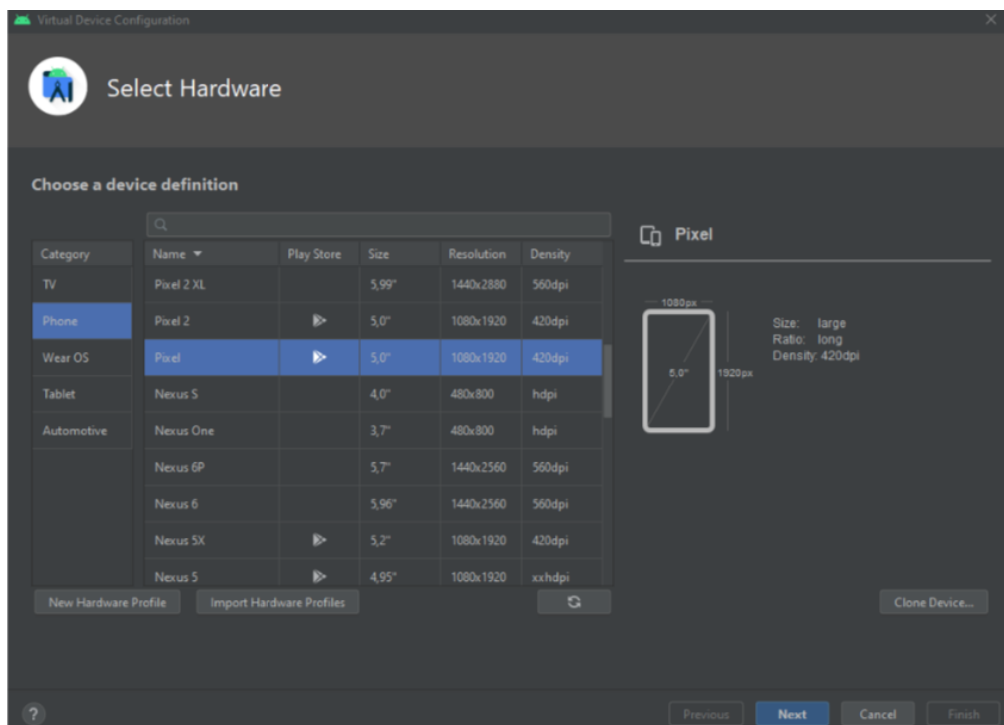 Virtual Device Configuration
Select Hardware
Choose a device definition
Category
TV
Phone
Wear OS
Tablet
Automotive
Name Play Store Size Resolution Density
Pixel 2 XL 5,99" 1440x2880 560dpi
Pixel 2 5,0" 1080x1920 420dpi
Pixel 5,0" 1080x1920 420dpi
Nexus S 4,0" 480x800 hdpi
Nexus One 3,7" 480x800 hdpi
Nexus 6P 5,7" 1440x2560 560dpi
Nexus 6 5,96" 1440x2560 560dpi
Nexus 5X 5,2" 1080x1920 420dpi
Nexus 5 4,95" 1080x1920 xxhdpi
New Hardware Profile Import Hardware Profiles
Pixel
1080px
5,0" 1920px
Size: large
Ratio: long
Density: 420dpi
Clone Device...
? Previous Next Cancel Finish